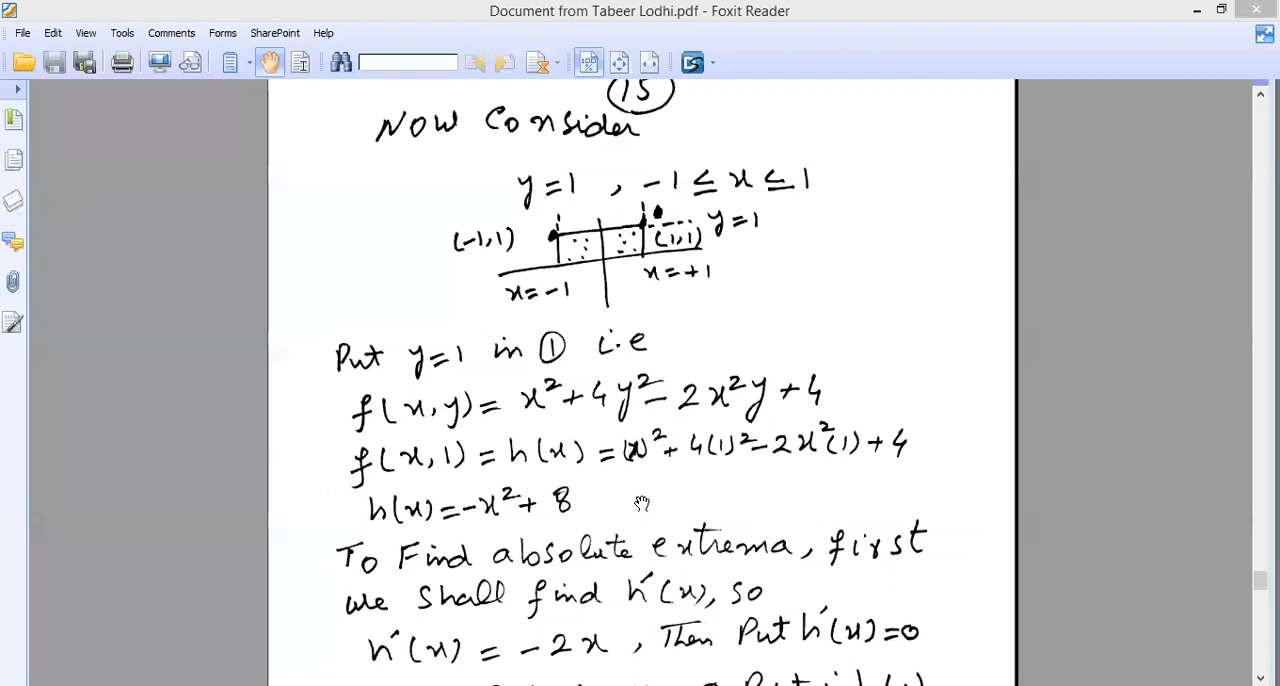 Document from Tabeer Lodhi.pdf - Foxit Reader
File Edit View Tools Comments Forms SharePoint Help
15
Now Consider
y=1 , -1 ≤ x ≤ 1
(-1,1) (1,1) y=1
x=-1 x=+1
Put y=1 in ① i.e
f(x,y) = x²+4y²-2x²y+4
f(x,1) = h(x) = (x)²+4(1)²-2x²(1)+4
h(x)=-x²+8
To Find absolute extrema, first
we shall find h′(x), so
h′(x) = -2x , Then Put h′(x)=0